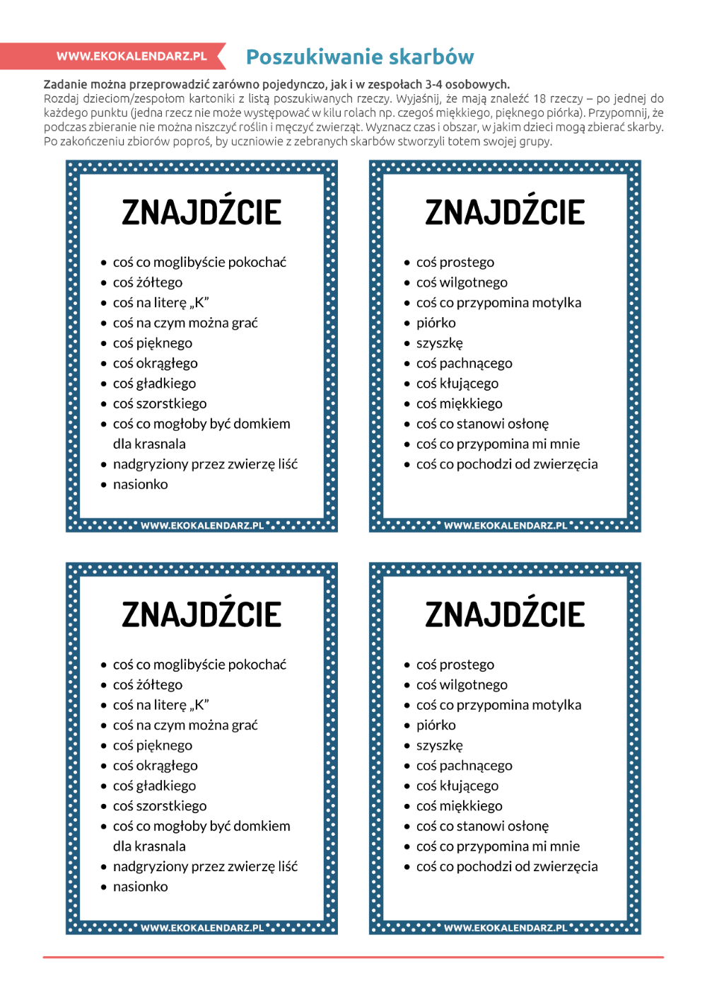 WWW.EKOKALENDARZ.PL
Poszukiwanie skarbów
Zadanie można przeprowadzić zarówno pojedynczo, jak i w zespołach 3-4 osobowych.
Rozdaj dzieciom/zespołom kartoniki z listą poszukiwanych rzeczy. Wyjaśnij, że mają znaleźć 18 rzeczy – po jednej do
każdego punktu (jedna rzecz nie może występować w kilu rolach np. czegoś miękkiego, pięknego piórka). Przypomnij, że
podczas zbieranie nie można niszczyć roślin i męczyć zwierząt. Wyznacz czas i obszar, w jakim dzieci mogą zbierać skarby.
Po zakończeniu zbiorów poproś, by uczniowie z zebranych skarbów stworzyli totem swojej grupy.
ZNAJDŹCIE
• coś co moglibyście pokochać
• coś żółtego
• coś na literę „K”
• coś na czym można grać
• coś pięknego
• coś okrągłego
• coś gładkiego
• coś szorstkiego
• coś co mogłoby być domkiem
dla krasnala
• nadgryziony przez zwierzę liść
• nasionko
WWW.EKOKALENDARZ.PL
ZNAJDŹCIE
• coś prostego
• coś wilgotnego
• coś co przypomina motylka
• piórko
• szyszkę
• coś pachnącego
• coś kłującego
• coś miękkiego
• coś co stanowi osłonę
• coś co przypomina mi mnie
• coś co pochodzi od zwierzęcia
WWW.EKOKALENDARZ.PL
ZNAJDŹCIE
• coś co moglibyście pokochać
• coś żółtego
• coś na literę „K”
• coś na czym można grać
• coś pięknego
• coś okrągłego
• coś gładkiego
• coś szorstkiego
• coś co mogłoby być domkiem
dla krasnala
• nadgryziony przez zwierzę liść
• nasionko
WWW.EKOKALENDARZ.PL
ZNAJDŹCIE
• coś prostego
• coś wilgotnego
• coś co przypomina motylka
• piórko
• szyszkę
• coś pachnącego
• coś kłującego
• coś miękkiego
• coś co stanowi osłonę
• coś co przypomina mi mnie
• coś co pochodzi od zwierzęcia
WWW.EKOKALENDARZ.PL